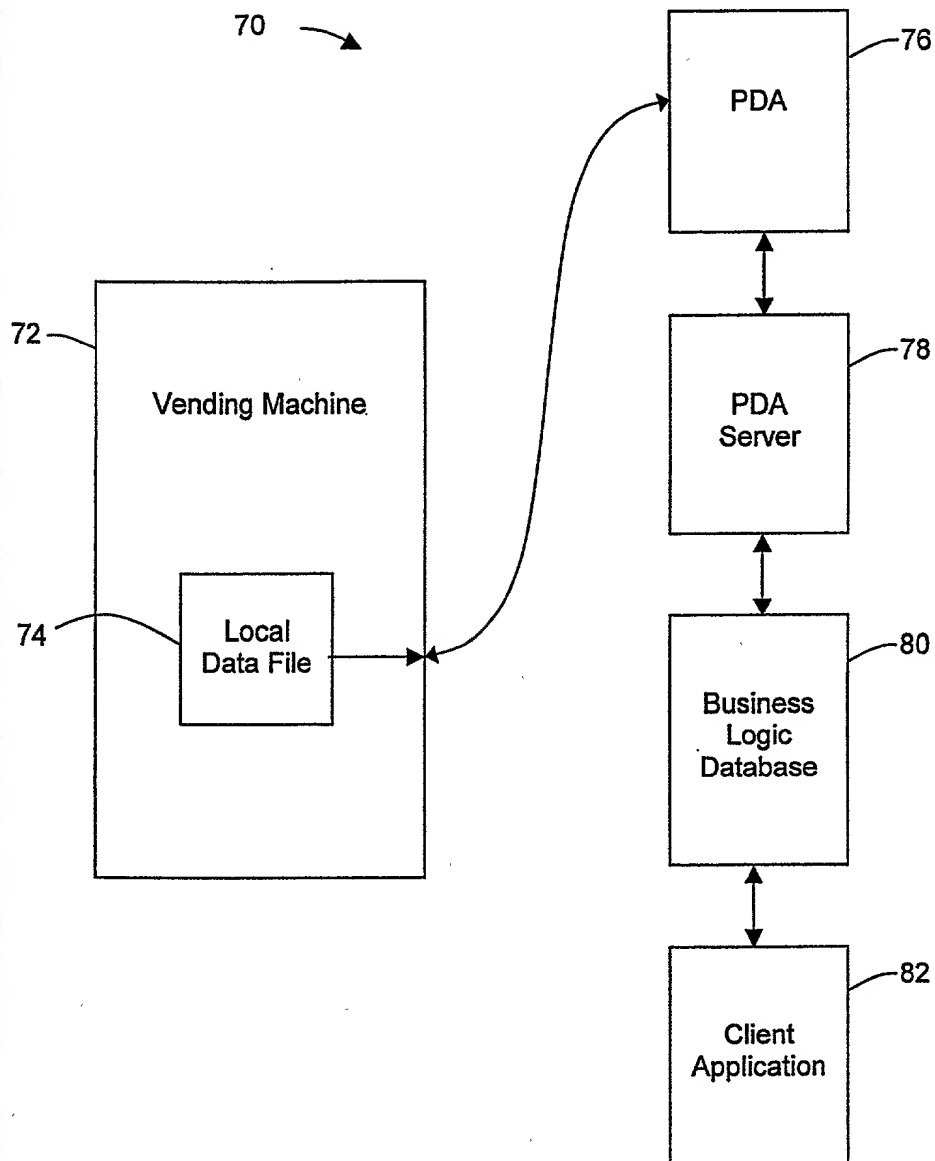 70
76
PDA
72
Vending Machine
78
PDA
Server
74
Local
Data File
80
Business
Logic
Database
82
Client
Application